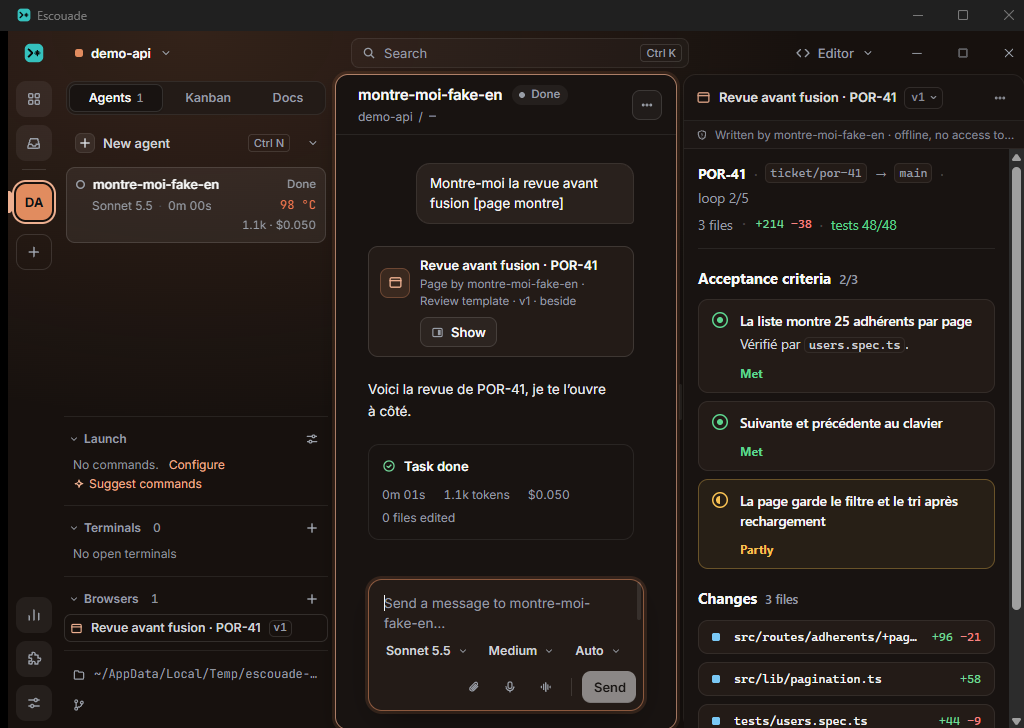 Escouade
demo-api
Search
Ctrl K
Editor
Agents 1
Kanban
Docs
New agent
Ctrl N
DA
montre-moi-fake-en
Done
Sonnet 5.5 · 0m 00s
98 °C
1.1k · $0.050
Launch
No commands. Configure
Suggest commands
Terminals 0
No open terminals
Browsers 1
Revue avant fusion · POR-41 v1
~/AppData/Local/Temp/escouade-…
montre-moi-fake-en
Done
demo-api / –
Montre-moi la revue avant
fusion [page montre]
Revue avant fusion · POR-41
Page by montre-moi-fake-en ·
Review template · v1 · beside
Show
Voici la revue de POR-41, je te l’ouvre
à côté.
Task done
0m 01s 1.1k tokens $0.050
0 files edited
Send a message to montre-moi-
fake-en...
Sonnet 5.5
Medium
Auto
Send
Revue avant fusion · POR-41 v1
Written by montre-moi-fake-en · offline, no access to...
POR-41 · ticket/por-41 → main ·
loop 2/5
3 files · +214 −38 · tests 48/48
Acceptance criteria 2/3
La liste montre 25 adhérents par page
Vérifié par users.spec.ts.
Met
Suivante et précédente au clavier
Met
La page garde le filtre et le tri après
rechargement
Partly
Changes 3 files
src/routes/adherents/+pag… +96 −21
src/lib/pagination.ts +58
tests/users.spec.ts +44 −9